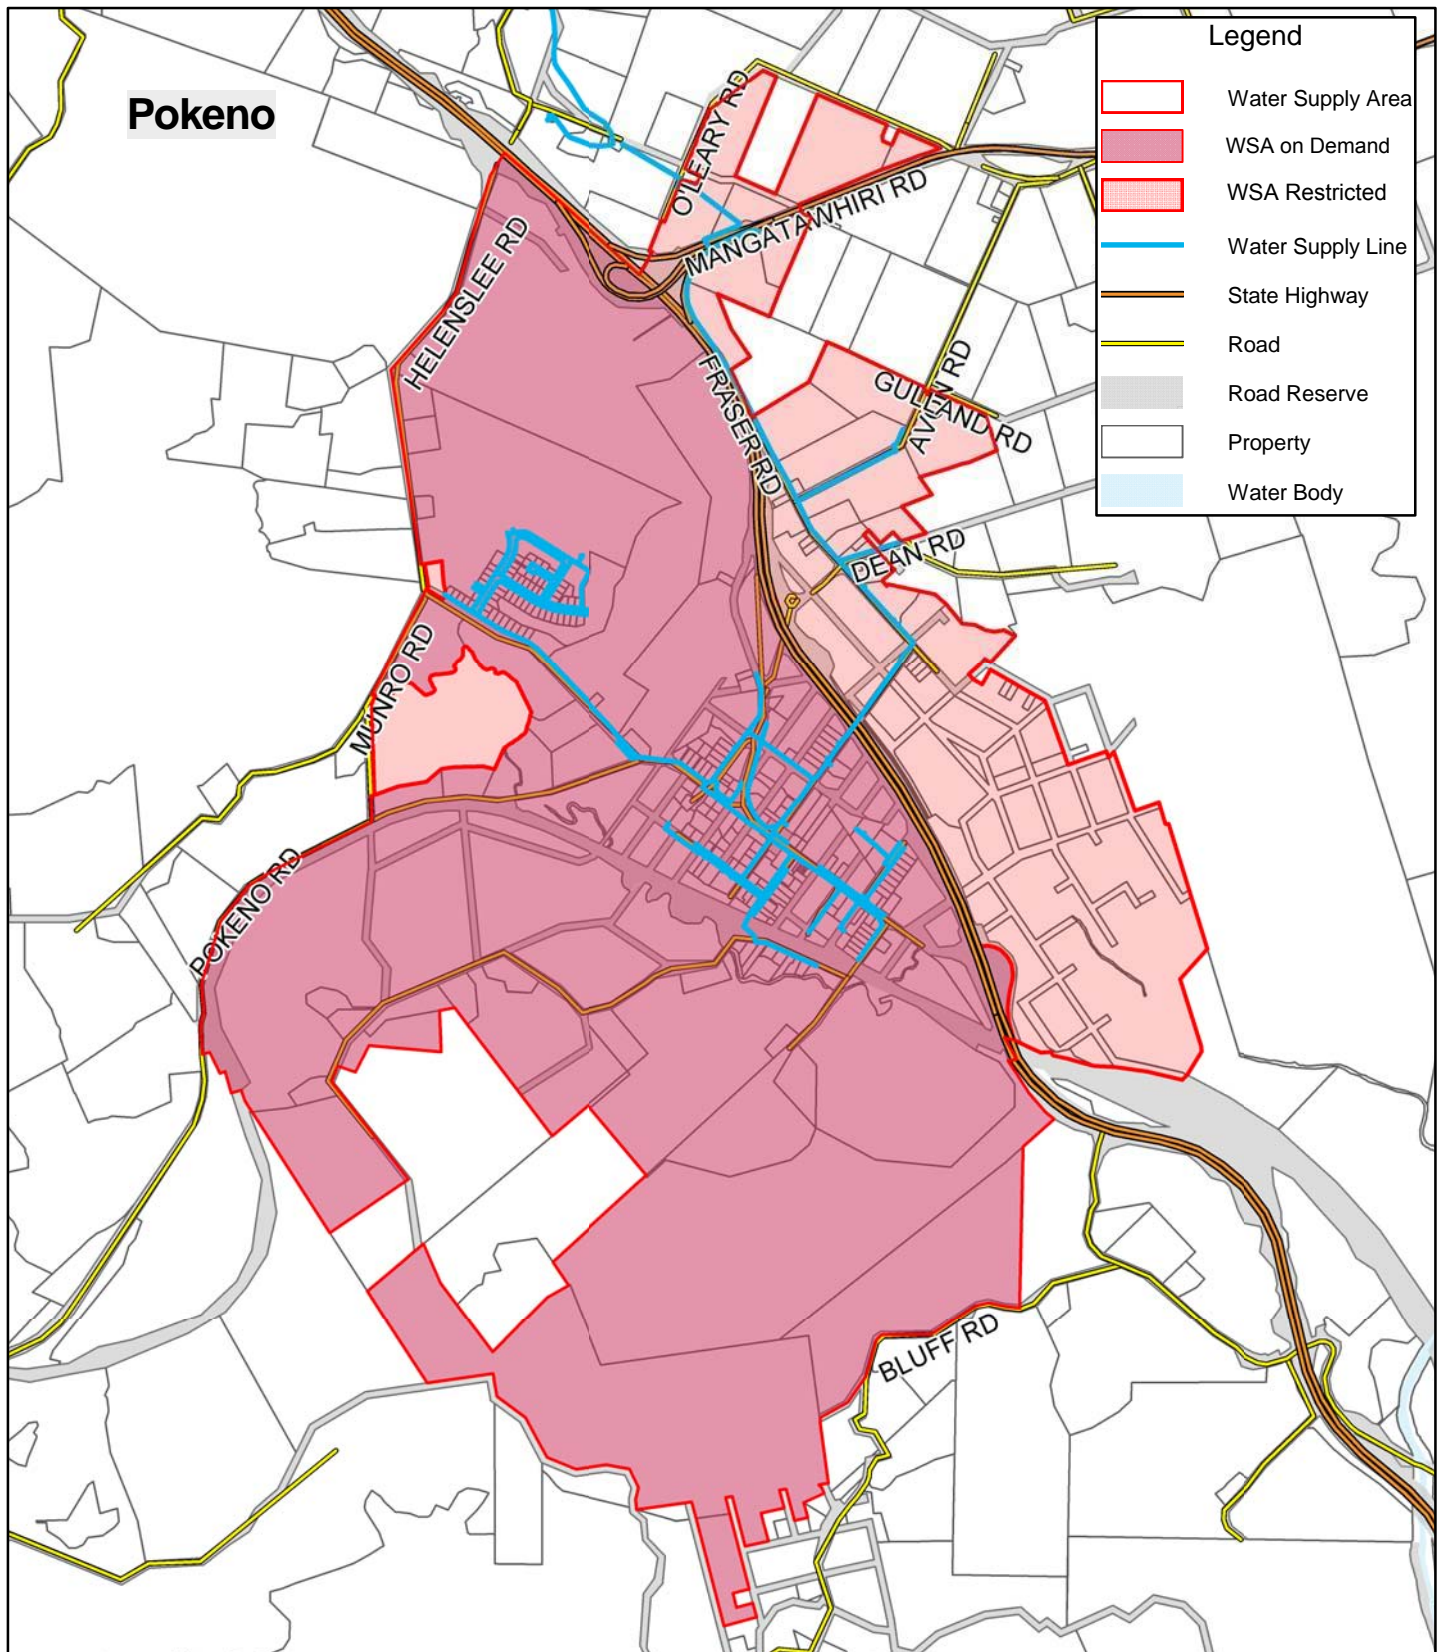 Pokeno
Legend
Water Supply Area
WSA on Demand
WSA Restricted
Water Supply Line
State Highway
Road
Road Reserve
Property
Water Body
O'LEARY RD
MANGATAWHIRI RD
HELENSLEE RD
FRASER RD
AVON RD
GULLAND RD
DEAN RD
MUNRO RD
POKENO RD
BLUFF RD